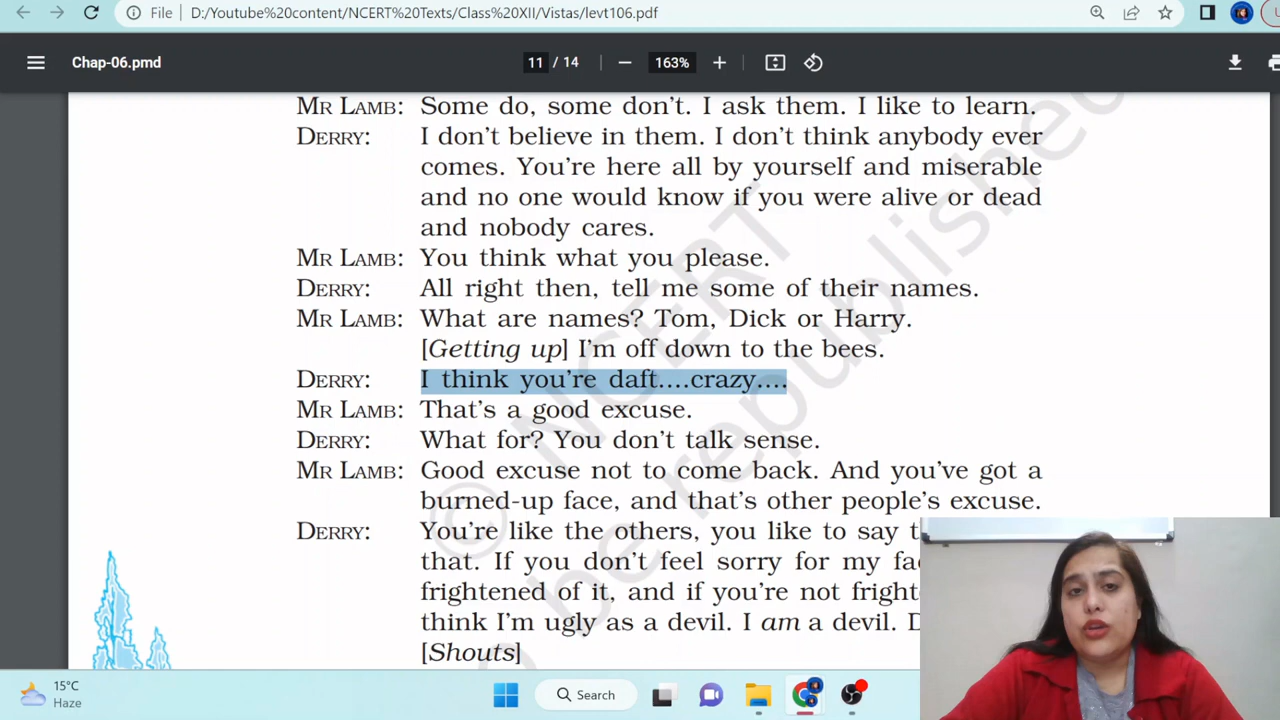 File D:/Youtube%20content/NCERT%20Texts/Class%20XII/Vistas/levt106.pdf
Chap-06.pmd 11 / 14 163%
MR LAMB: Some do, some don't. I ask them. I like to learn.
DERRY: I don't believe in them. I don't think anybody ever
comes. You're here all by yourself and miserable
and no one would know if you were alive or dead
and nobody cares.
MR LAMB: You think what you please.
DERRY: All right then, tell me some of their names.
MR LAMB: What are names? Tom, Dick or Harry.
[Getting up] I'm off down to the bees.
DERRY: I think you're daft....crazy....
MR LAMB: That's a good excuse.
DERRY: What for? You don't talk sense.
MR LAMB: Good excuse not to come back. And you've got a
burned-up face, and that's other people's excuse.
DERRY: You're like the others, you like to say
that. If you don't feel sorry for my
frightened of it, and if you're not
think I'm ugly as a devil. I am a devil.
[Shouts]
© NCERT
be republished
15°C
Haze
Search